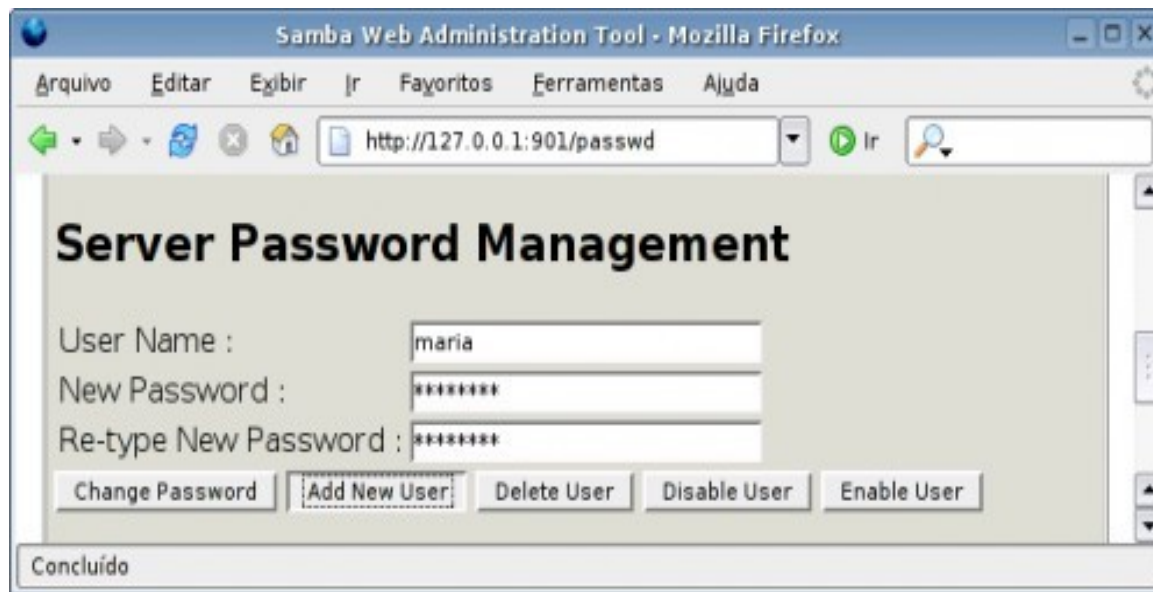 Samba Web Administration Tool - Mozilla Firefox
Arquivo Editar Exibir Ir Favoritos Ferramentas Ajuda
http://127.0.0.1:901/passwd Ir
Server Password Management
User Name : maria
New Password : ********
Re-type New Password : ********
Change Password Add New User Delete User Disable User Enable User
Concluído